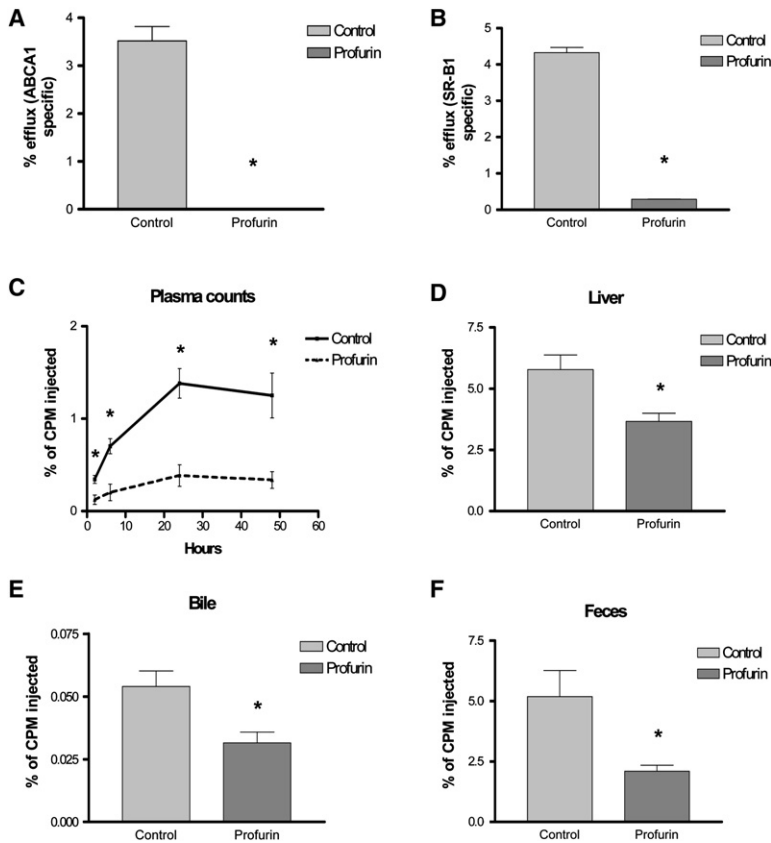 A
% efflux (ABCA1
specific)
4
3
2
1
0
*
Control
Profurin
Control
Profurin
B
% efflux (SR-B1
specific)
5
4
3
2
1
0
*
Control
Profurin
Control
Profurin
C
Plasma counts
% of CPM injected
2
1
0
*
*
*
*
0
10
20
30
40
50
60
Hours
Control
Profurin
D
Liver
% of CPM injected
7.5
5.0
2.5
0.0
*
Control
Profurin
Control
Profurin
E
Bile
% of CPM injected
0.075
0.050
0.025
0.000
*
Control
Profurin
Control
Profurin
F
Feces
% of CPM injected
7.5
5.0
2.5
0.0
*
Control
Profurin
Control
Profurin